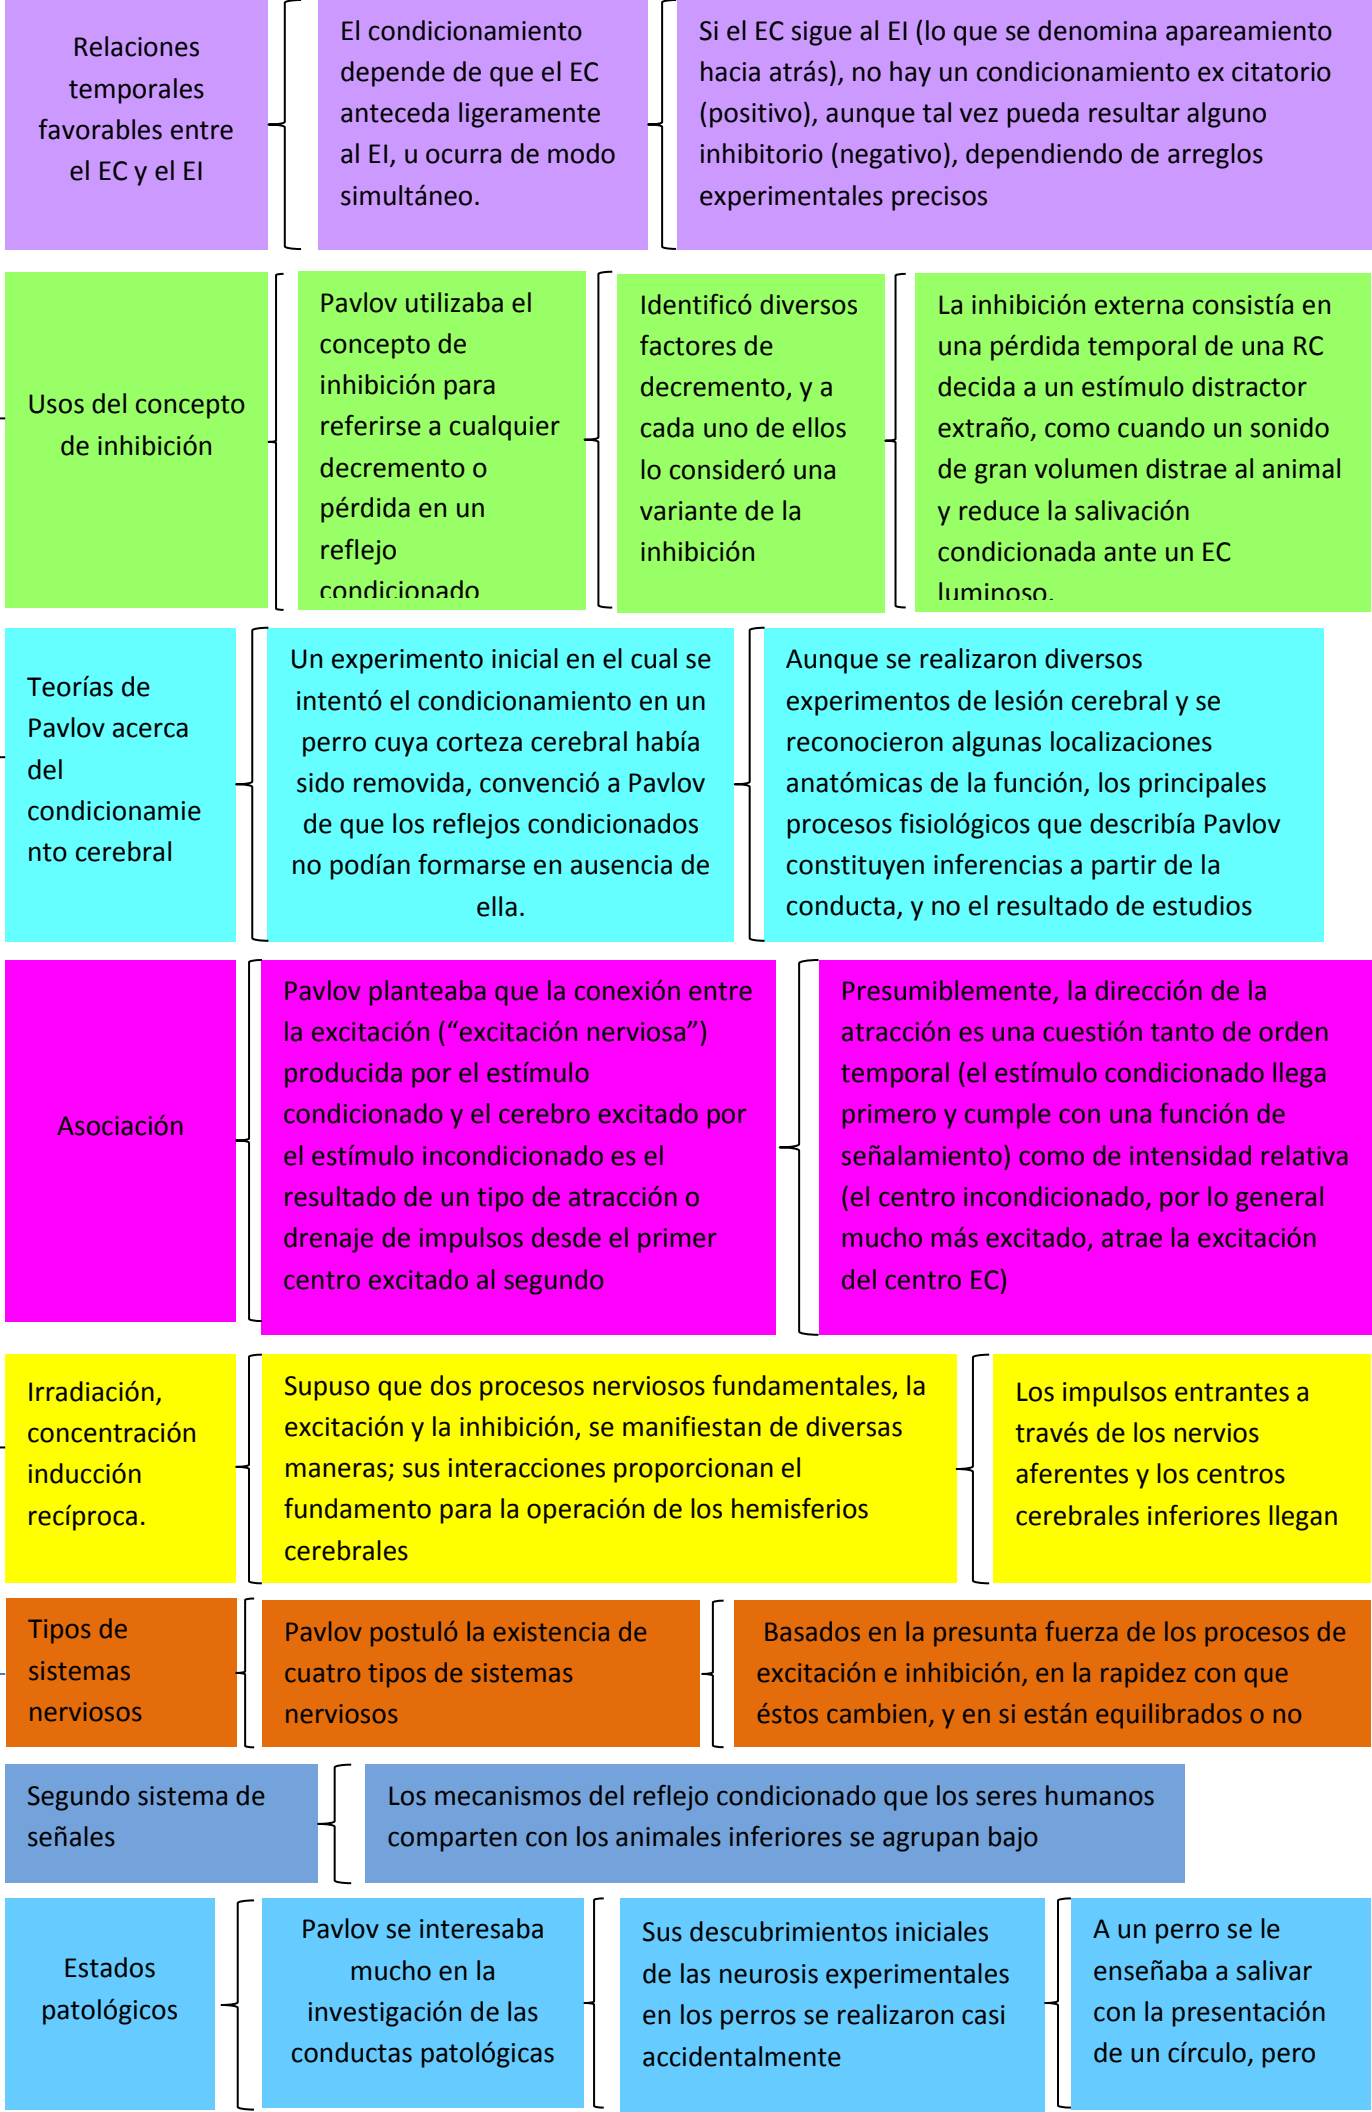 Relaciones
temporales
favorables entre
el EC y el EI
El condicionamiento
depende de que el EC
anteceda ligeramente
al EI, u ocurra de modo
simultáneo.
Si el EC sigue al EI (lo que se denomina apareamiento
hacia atrás), no hay un condicionamiento ex citatorio
(positivo), aunque tal vez pueda resultar alguno
inhibitorio (negativo), dependiendo de arreglos
experimentales precisos
Usos del concepto
de inhibición
Pavlov utilizaba el
concepto de
inhibición para
referirse a cualquier
decremento o
pérdida en un
reflejo
condicionado
Identificó diversos
factores de
decremento, y a
cada uno de ellos
lo consideró una
variante de la
inhibición
La inhibición externa consistía en
una pérdida temporal de una RC
decida a un estímulo distractor
extraño, como cuando un sonido
de gran volumen distrae al animal
y reduce la salivación
condicionada ante un EC
luminoso.
Teorías de
Pavlov acerca
del
condicionamie
nto cerebral
Un experimento inicial en el cual se
intentó el condicionamiento en un
perro cuya corteza cerebral había
sido removida, convenció a Pavlov
de que los reflejos condicionados
no podían formarse en ausencia de
ella.
Aunque se realizaron diversos
experimentos de lesión cerebral y se
reconocieron algunas localizaciones
anatómicas de la función, los principales
procesos fisiológicos que describía Pavlov
constituyen inferencias a partir de la
conducta, y no el resultado de estudios
Asociación
Pavlov planteaba que la conexión entre
la excitación (“excitación nerviosa”)
producida por el estímulo
condicionado y el cerebro excitado por
el estímulo incondicionado es el
resultado de un tipo de atracción o
drenaje de impulsos desde el primer
centro excitado al segundo
Presumiblemente, la dirección de la
atracción es una cuestión tanto de orden
temporal (el estímulo condicionado llega
primero y cumple con una función de
señalamiento) como de intensidad relativa
(el centro incondicionado, por lo general
mucho más excitado, atrae la excitación
del centro EC)
Irradiación,
concentración
inducción
recíproca.
Supuso que dos procesos nerviosos fundamentales, la
excitación y la inhibición, se manifiestan de diversas
maneras; sus interacciones proporcionan el
fundamento para la operación de los hemisferios
cerebrales
Los impulsos entrantes a
través de los nervios
aferentes y los centros
cerebrales inferiores llegan
Tipos de
sistemas
nerviosos
Pavlov postuló la existencia de
cuatro tipos de sistemas
nerviosos
Basados en la presunta fuerza de los procesos de
excitación e inhibición, en la rapidez con que
éstos cambien, y en si están equilibrados o no
Segundo sistema de
señales
Los mecanismos del reflejo condicionado que los seres humanos
comparten con los animales inferiores se agrupan bajo
Estados
patológicos
Pavlov se interesaba
mucho en la
investigación de las
conductas patológicas
Sus descubrimientos iniciales
de las neurosis experimentales
en los perros se realizaron casi
accidentalmente
A un perro se le
enseñaba a salivar
con la presentación
de un círculo, pero